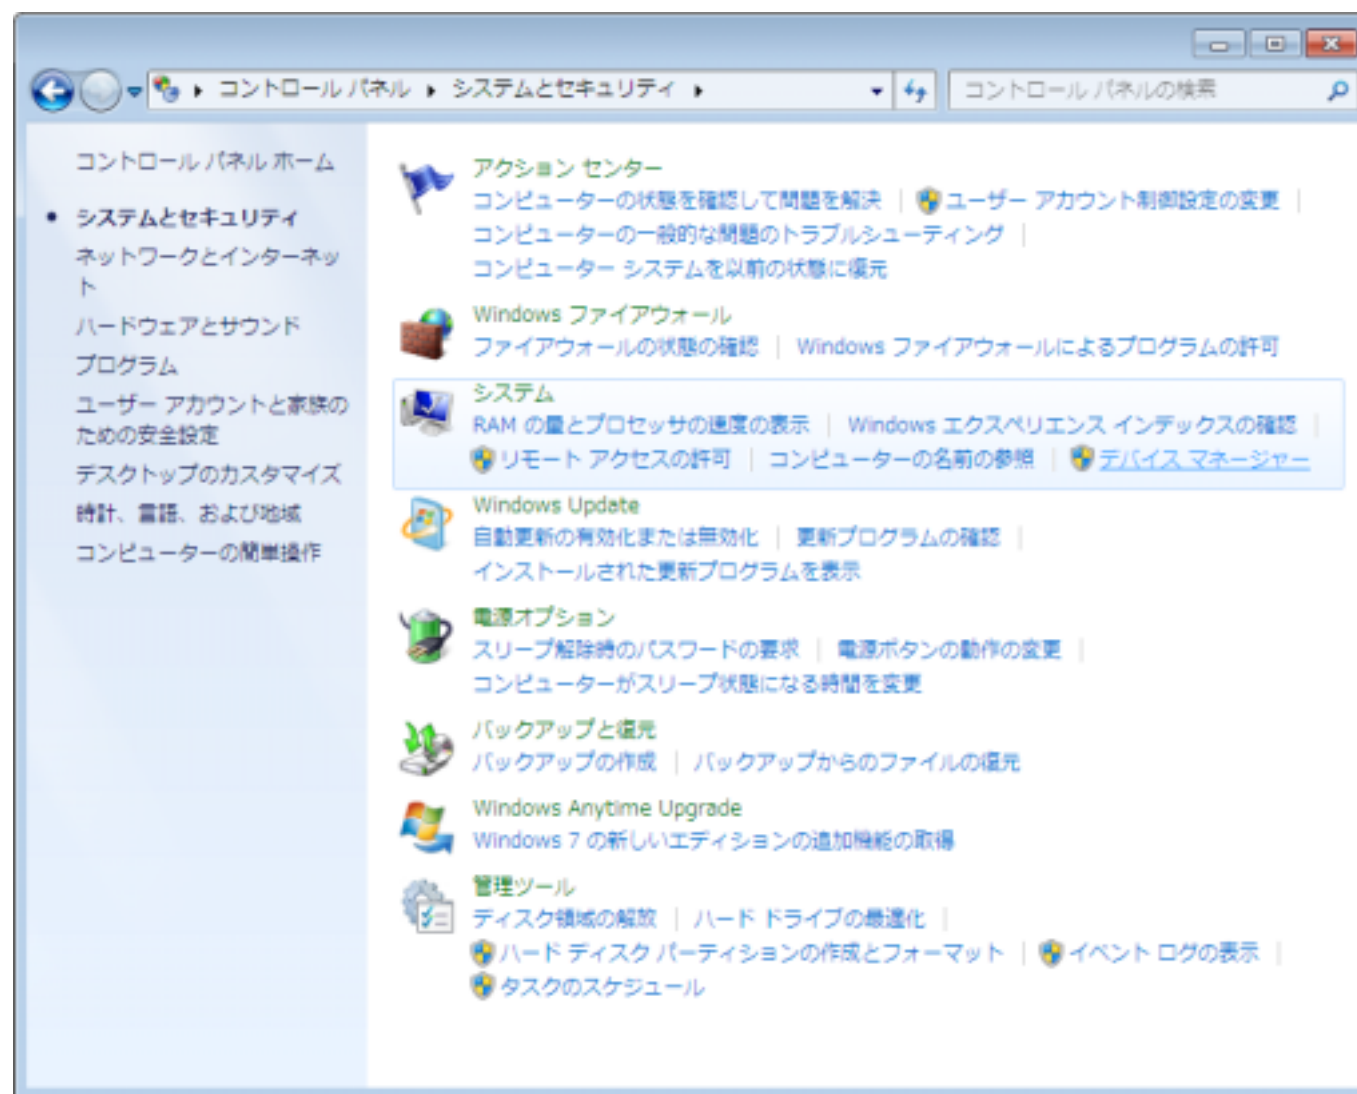 コントロール パネル ▸ システムとセキュリティ ▸
コントロール パネルの検索
コントロール パネル ホーム
• システムとセキュリティ
ネットワークとインターネッ
ト
ハードウェアとサウンド
プログラム
ユーザー アカウントと家族の
ための安全設定
デスクトップのカスタマイズ
時計、言語、および地域
コンピューターの簡単操作
アクション センター
コンピューターの状態を確認して問題を解決 | ユーザー アカウント制御設定の変更 |
コンピューターの一般的な問題のトラブルシューティング |
コンピューター システムを以前の状態に復元
Windows ファイアウォール
ファイアウォールの状態の確認 | Windows ファイアウォールによるプログラムの許可
システム
RAM の量とプロセッサの速度の表示 | Windows エクスペリエンス インデックスの確認 |
リモート アクセスの許可 | コンピューターの名前の参照 | デバイス マネージャー
Windows Update
自動更新の有効化または無効化 | 更新プログラムの確認 |
インストールされた更新プログラムを表示
電源オプション
スリープ解除時のパスワードの要求 | 電源ボタンの動作の変更 |
コンピューターがスリープ状態になる時間を変更
バックアップと復元
バックアップの作成 | バックアップからのファイルの復元
Windows Anytime Upgrade
Windows 7 の新しいエディションの追加機能の取得
管理ツール
ディスク領域の解放 | ハード ドライブの最適化 |
ハード ディスク パーティションの作成とフォーマット | イベント ログの表示 |
タスクのスケジュール